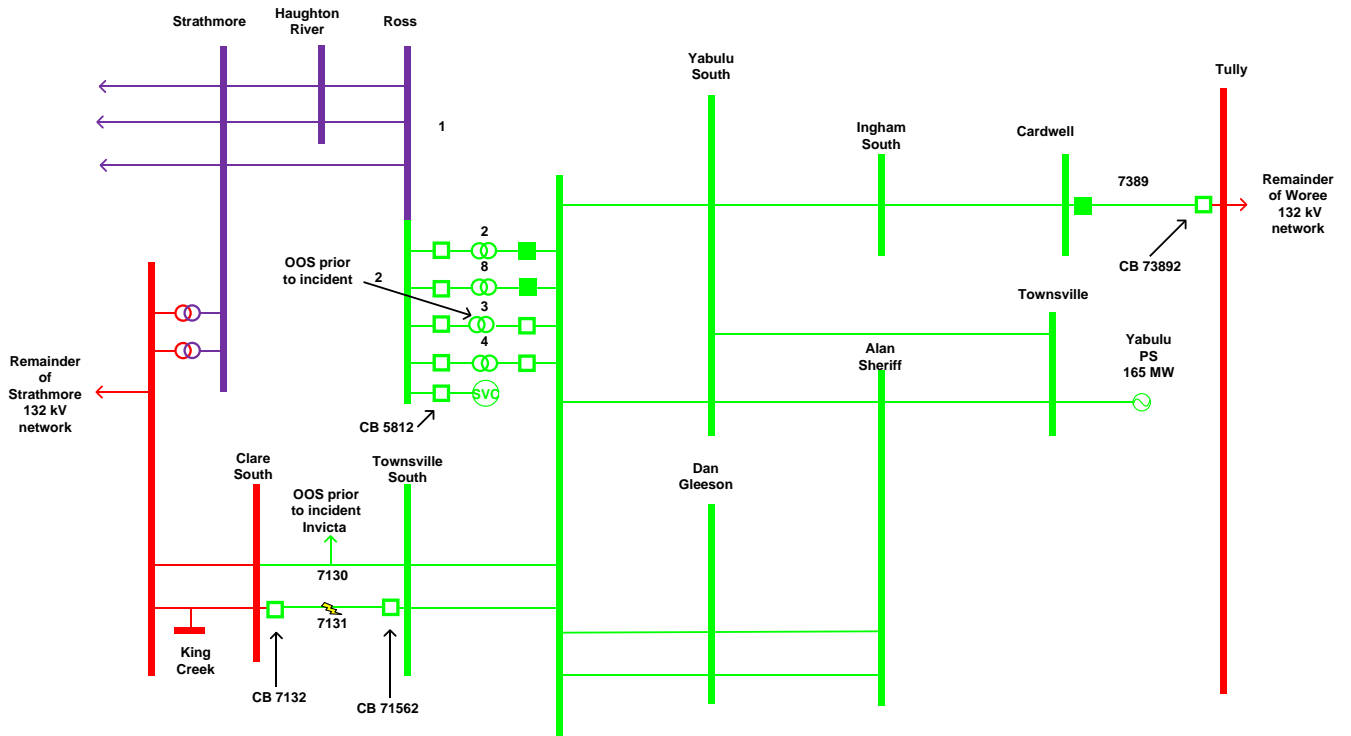 Strathmore
Haughton
River
Ross
1
Yabulu
South
Ingham
South
Cardwell
7389
Tully
Remainder
of Woree
132 kV
network
CB 73892
OOS prior
to incident
2
2
8
3
4
SVC
CB 5812
Townsville
Alan
Sheriff
Yabulu
PS
165 MW
Remainder
of
Strathmore
132 kV
network
Clare
South
OOS prior
to incident
Invicta
Townsville
South
Dan
Gleeson
7130
7131
King
Creek
CB 7132
CB 71562